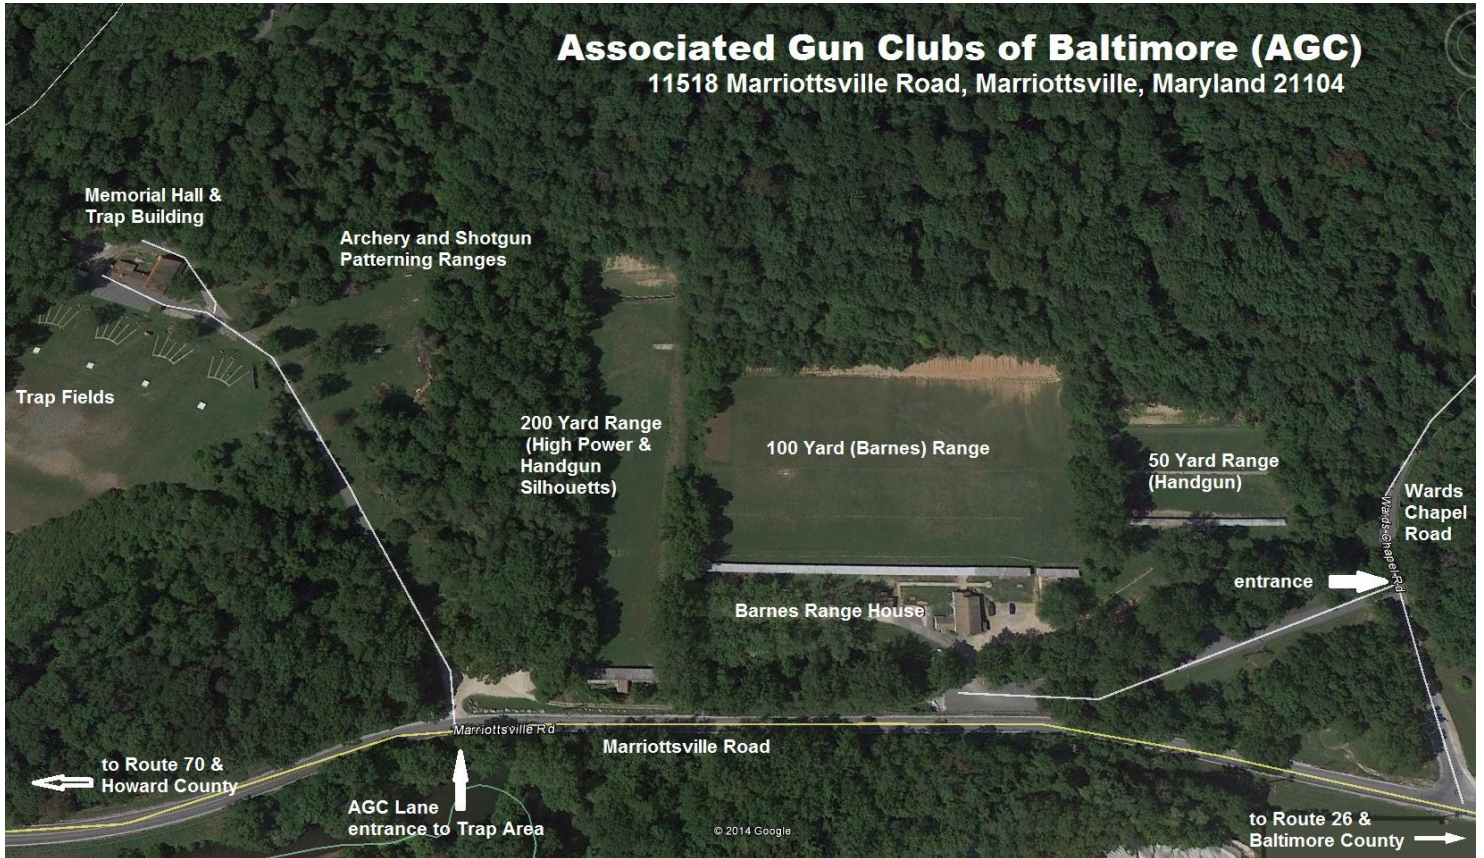 Associated Gun Clubs of Baltimore (AGC)
11518 Marriottsville Road, Marriottsville, Maryland 21104
Memorial Hall &
Trap Building
Archery and Shotgun
Patterning Ranges
Trap Fields
200 Yard Range
(High Power &
Handgun
Silhouetts)
100 Yard (Barnes) Range
50 Yard Range
(Handgun)
Wards
Chapel
Road
Wards Chapel Rd
entrance
Barnes Range House
Marriottsville Rd
Marriottsville Road
to Route 70 &
Howard County
AGC Lane
entrance to Trap Area
© 2014 Google
to Route 26 &
Baltimore County